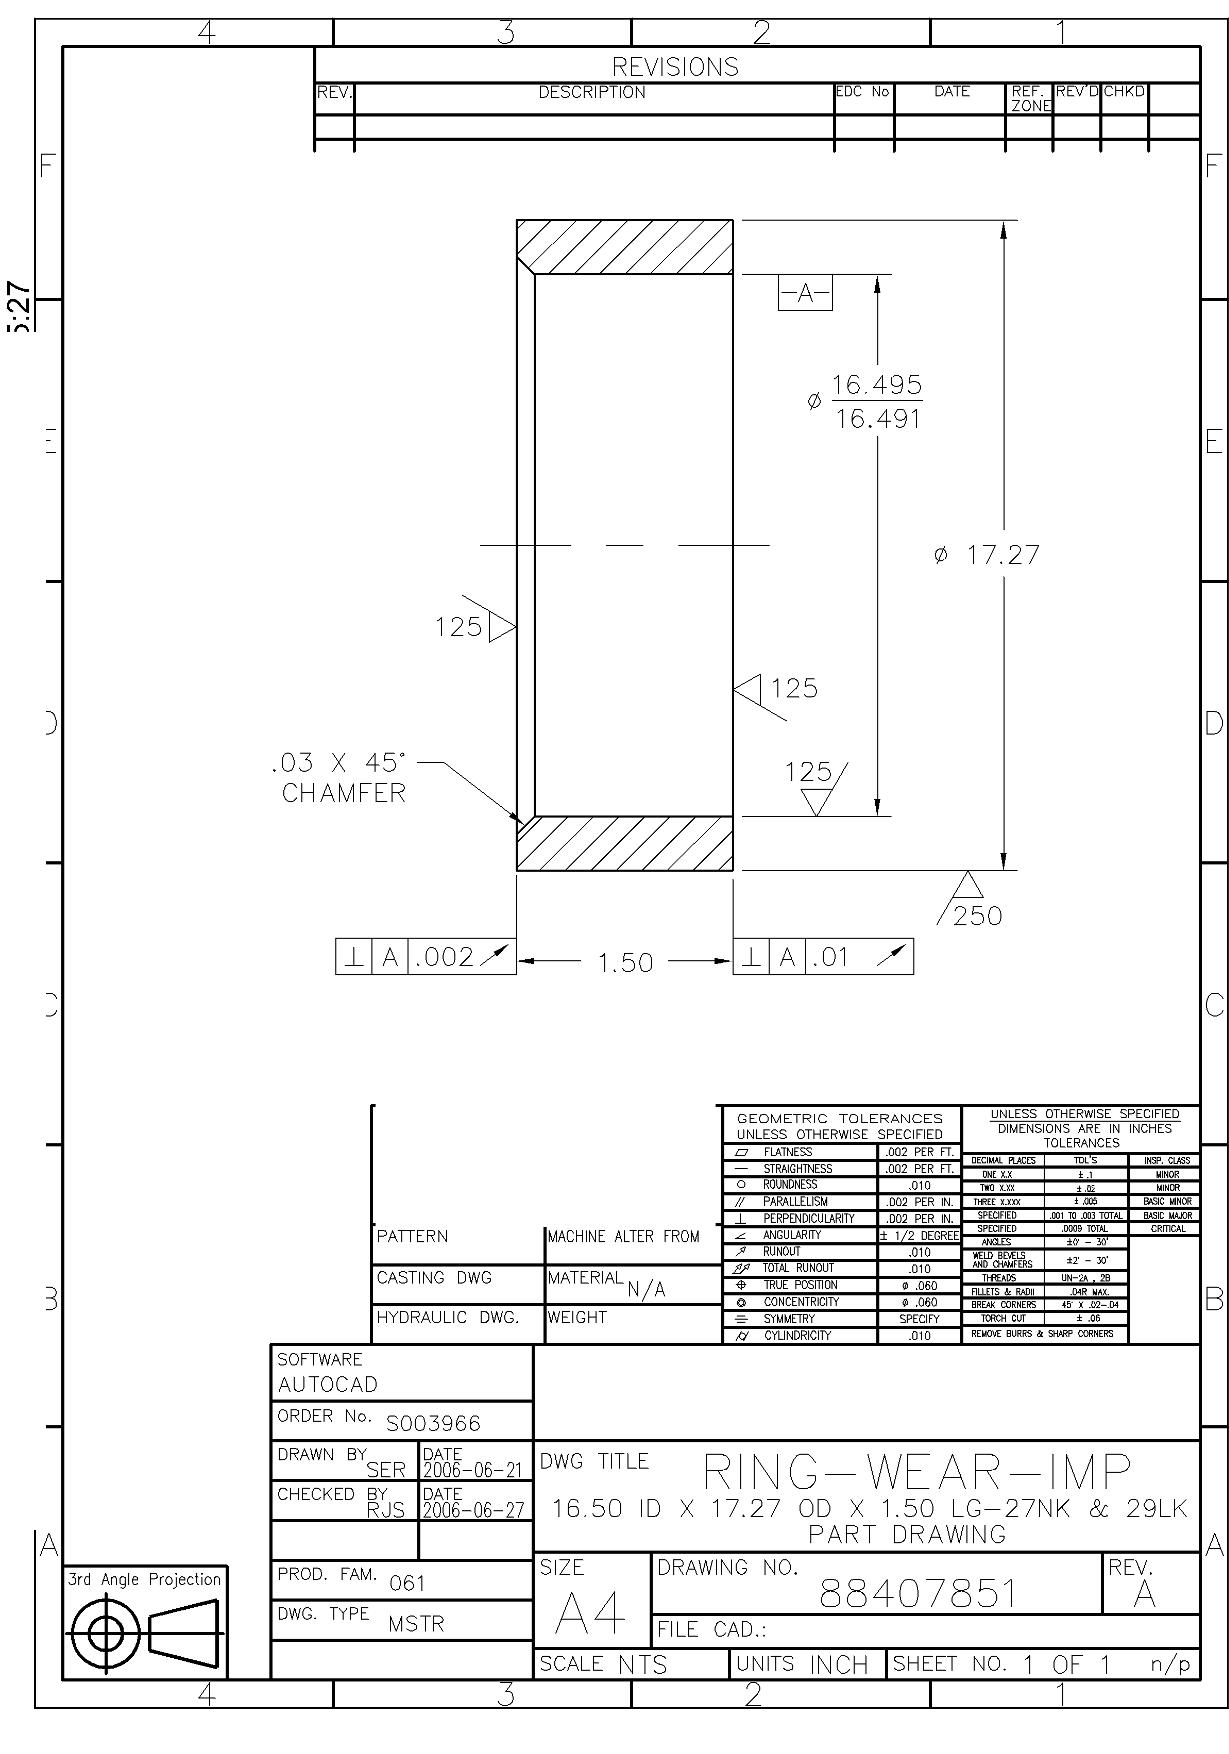 4 3 2 1
REVISIONS
REV. DESCRIPTION EDC No DATE REF. ZONE REV'D CHKD
F F
5:27
-A-
16.495
ø
16.491
E E
ø 17.27
125
125
D
.03 X 45°
CHAMFER
125
250
⊥ A .002
1.50
⊥ A .01
C
GEOMETRIC TOLERANCES
UNLESS OTHERWISE SPECIFIED
FLATNESS .002 PER FT.
STRAIGHTNESS .002 PER FT.
ROUNDNESS .010
// PARALLELISM .002 PER IN.
⊥ PERPENDICULARITY .002 PER IN.
∠ ANGULARITY ± 1/2 DEGREE
RUNOUT .010
TOTAL RUNOUT .010
TRUE POSITION ø .060
CONCENTRICITY ø .060
SYMMETRY SPECIFY
CYLINDRICITY .010
UNLESS OTHERWISE SPECIFIED
DIMENSIONS ARE IN INCHES
TOLERANCES
DECIMAL PLACES TOL'S INSP. CLASS
ONE X.X ± .1 MINOR
TWO X.XX ± .02 MINOR
THREE X.XXX ± .005 BASIC MINOR
SPECIFIED .001 TO .003 TOTAL BASIC MAJOR
SPECIFIED .0009 TOTAL CRITICAL
ANGLES ±0° - 30'
WELD BEVELS
AND CHAMFERS ±2° - 30'
THREADS UN-2A , 2B
FILLETS & RADII .04R MAX.
BREAK CORNERS 45° X .02-.04
TORCH CUT ± .06
REMOVE BURRS & SHARP CORNERS
PATTERN MACHINE ALTER FROM
CASTING DWG MATERIAL N/A
HYDRAULIC DWG. WEIGHT
B B
SOFTWARE
AUTOCAD
ORDER No. S003966
DRAWN BY SER DATE 2006-06-21
CHECKED BY RJS DATE 2006-06-27
PROD. FAM. 061
DWG. TYPE MSTR
DWG TITLE RING-WEAR-IMP
16.50 ID X 17.27 OD X 1.50 LG-27NK & 29LK
PART DRAWING
A A
SIZE A4
DRAWING NO. 88407851
REV. A
FILE CAD.:
SCALE NTS UNITS INCH SHEET NO. 1 OF 1 n/p
3rd Angle Projection
4 3 2 1